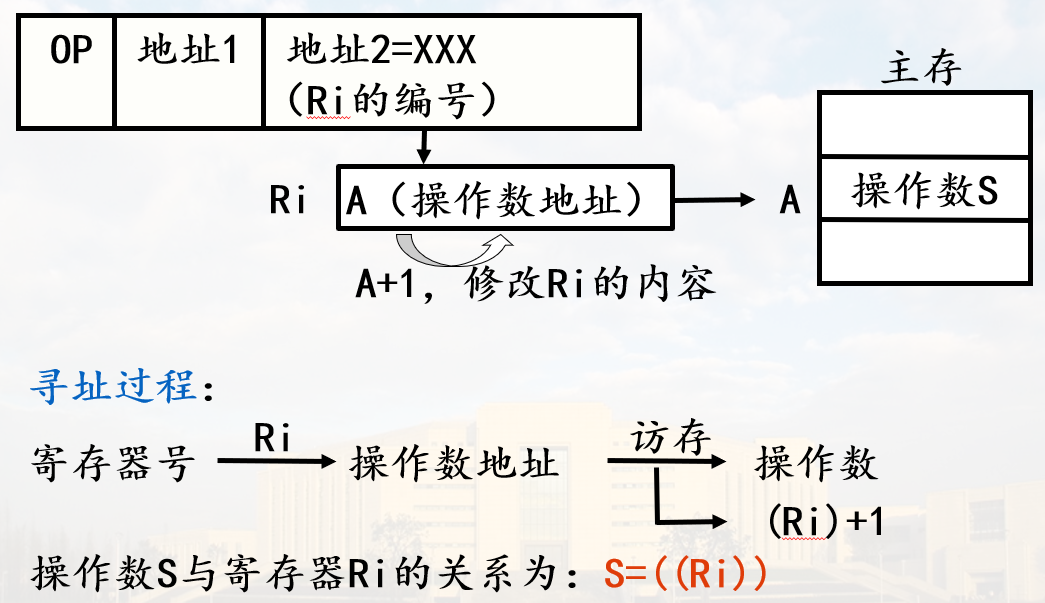 OP 地址1 地址2=XXX
(Ri的编号)
主存
Ri A(操作数地址) A 操作数S
A+1, 修改Ri的内容
寻址过程:
寄存器号 Ri 操作数地址 访存 操作数
(Ri)+1
操作数S与寄存器Ri的关系为: S=((Ri))